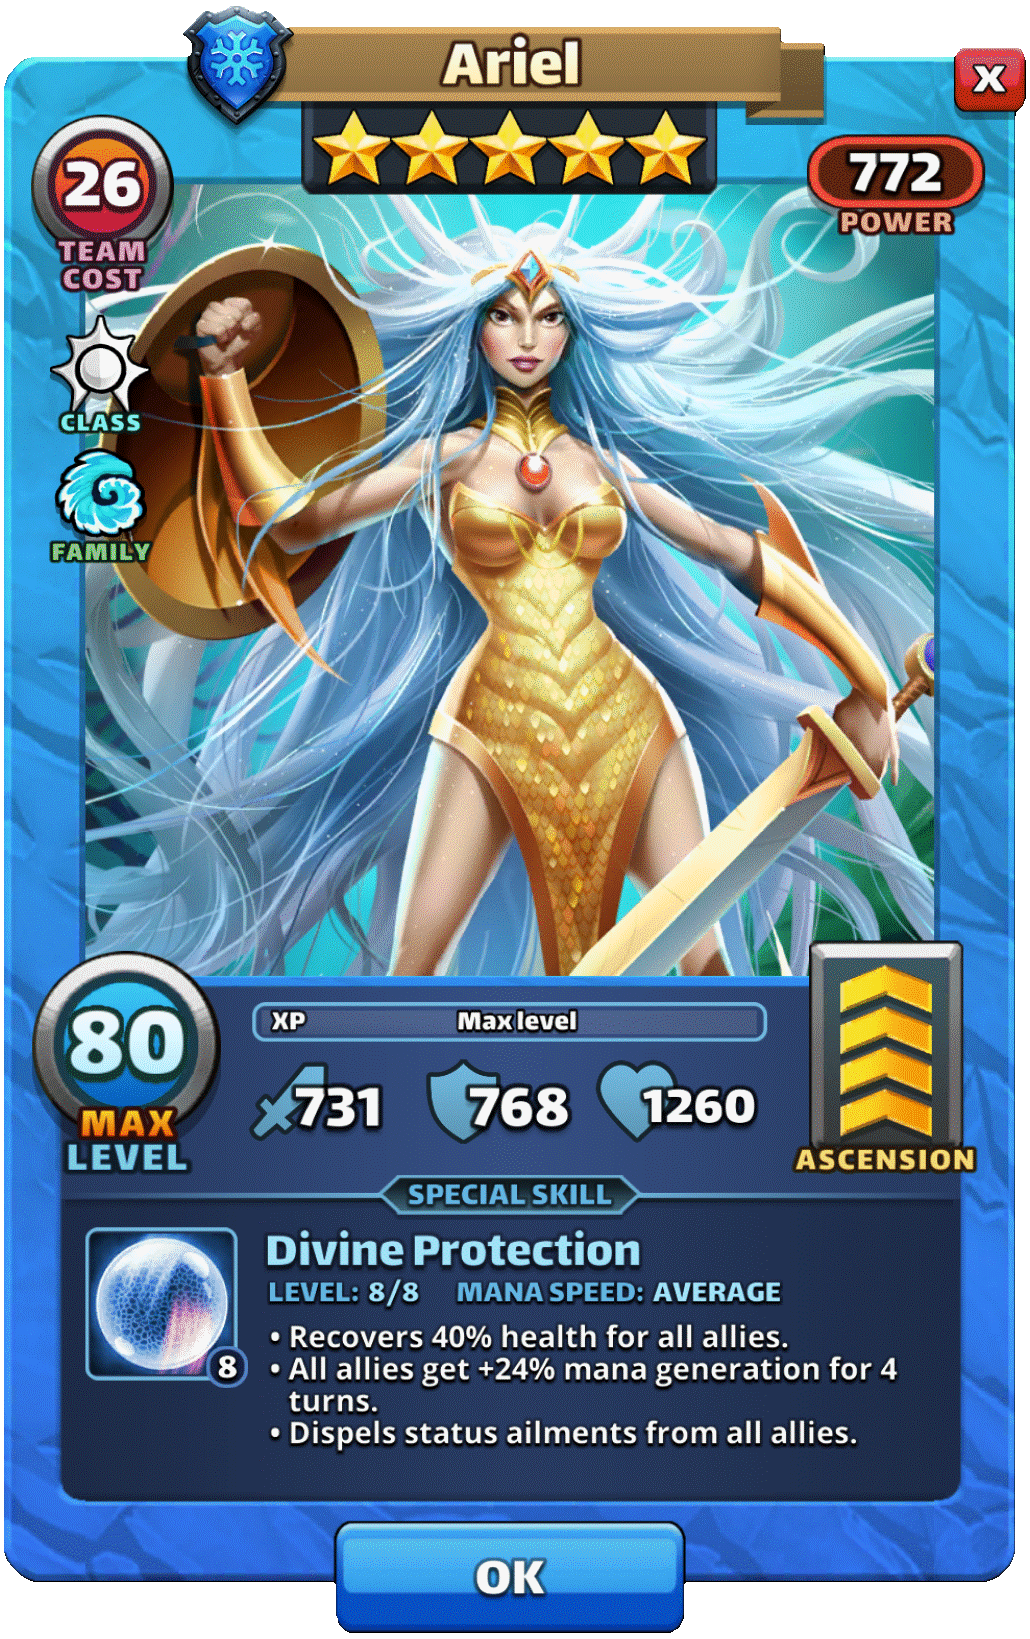 Ariel
X
26
TEAM
COST
772
POWER
CLASS
FAMILY
80
MAX
LEVEL
XP Max level
731 768 1260
ASCENSION
SPECIAL SKILL
Divine Protection
LEVEL: 8/8 MANA SPEED: AVERAGE
8
• Recovers 40% health for all allies.
• All allies get +24% mana generation for 4
turns.
• Dispels status ailments from all allies.
OK